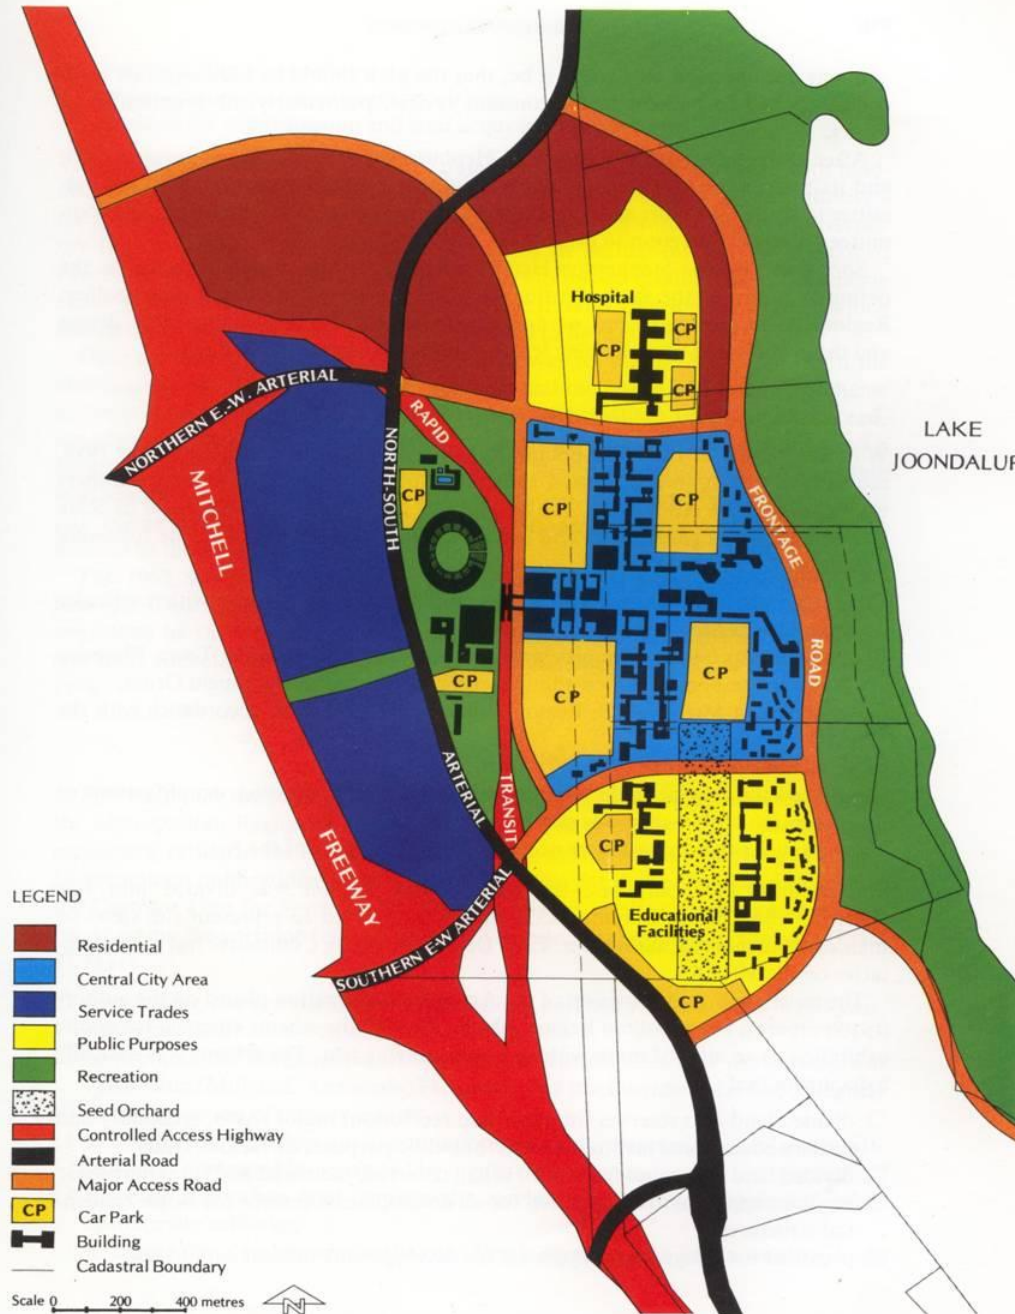 Hospital
CP
CP
CP
NORTHERN E.-W. ARTERIAL
RAPID
LAKE
JOONDALUP
NORTH-SOUTH
MITCHELL
CP
CP
CP
FRONTAGE
ROAD
CP
CP
CP
ARTERIAL
TRANSIT
FREEWAY
CP
SOUTHERN E-W ARTERIAL
Educational
Facilities
CP
LEGEND
Residential
Central City Area
Service Trades
Public Purposes
Recreation
Seed Orchard
Controlled Access Highway
Arterial Road
Major Access Road
CP Car Park
Building
Cadastral Boundary
Scale 0 200 400 metres N